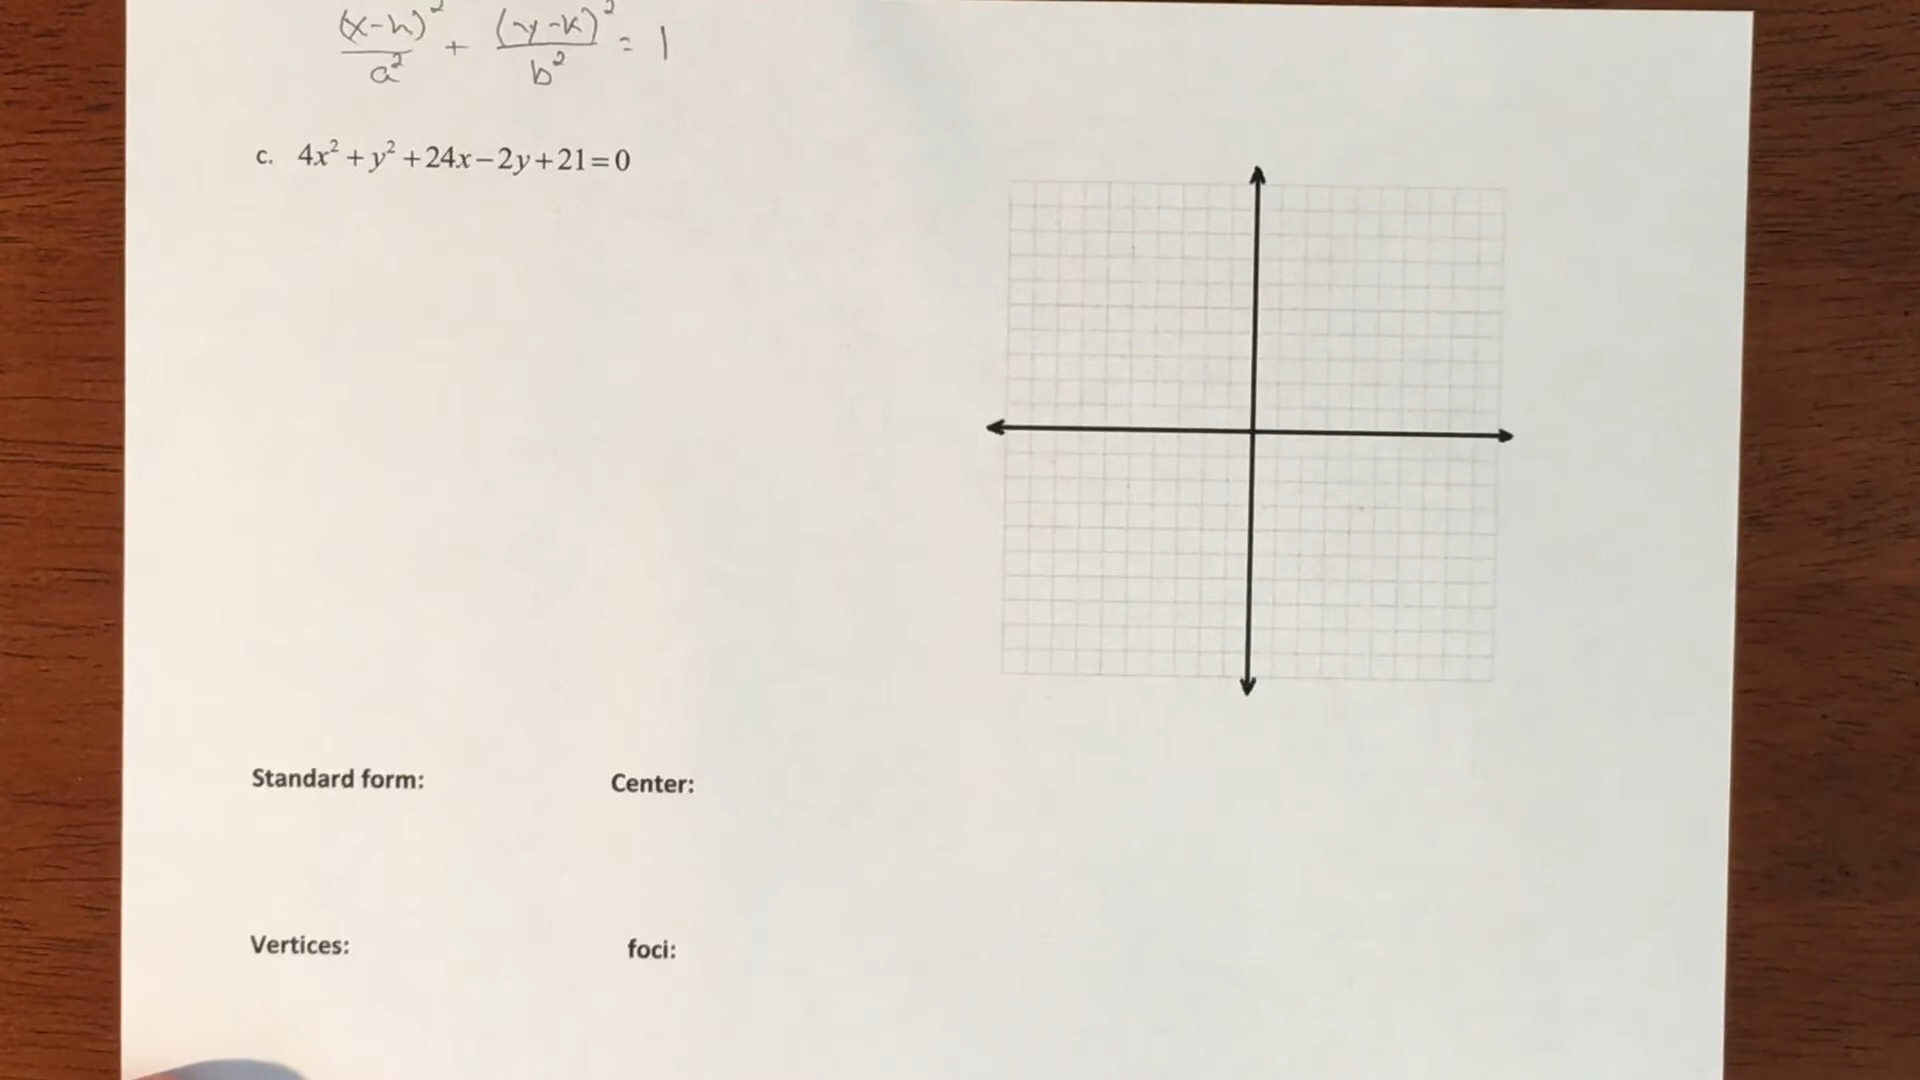 (x-h)²/a² + (y-k)²/b² = 1
c. 4x²+y²+24x−2y+21=0
Standard form: Center:
Vertices: foci: